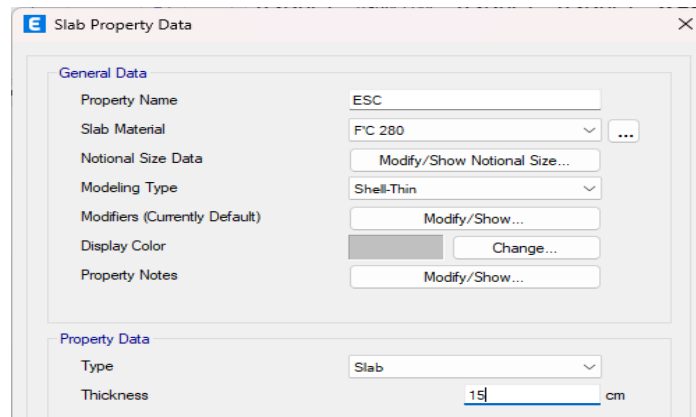 E Slab Property Data
General Data
Property Name ESC
Slab Material F'C 280 ...
Notional Size Data Modify/Show Notional Size...
Modeling Type Shell-Thin
Modifiers (Currently Default) Modify/Show...
Display Color Change...
Property Notes Modify/Show...
Property Data
Type Slab
Thickness 15 cm